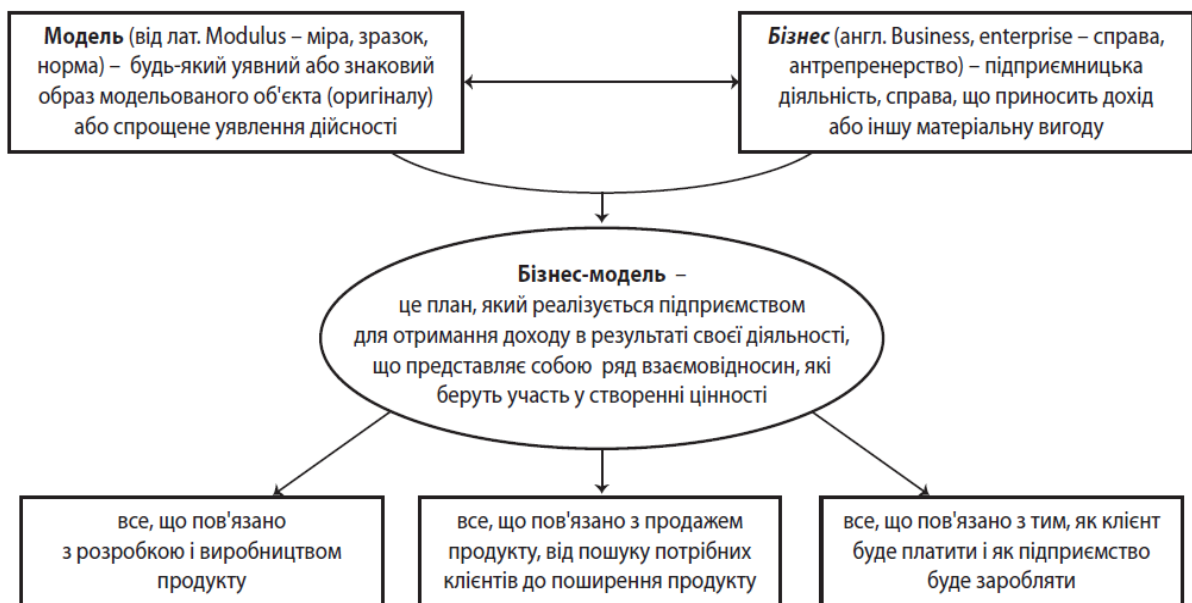 Модель (від лат. Modulus – міра, зразок,
норма) – будь-який уявний або знаковий
образ модельованого об'єкта (оригіналу)
або спрощене уявлення дійсності
Бізнес (англ. Business, enterprise – справа,
антрепренерство) – підприємницька
діяльність, справа, що приносить дохід
або іншу матеріальну вигоду
Бізнес-модель –
це план, який реалізується підприємством
для отримання доходу в результаті своєї діяльності,
що представляє собою ряд взаємовідносин, які
беруть участь у створенні цінності
все, що пов'язано
з розробкою і виробництвом
продукту
все, що пов'язано з продажем
продукту, від пошуку потрібних
клієнтів до поширення продукту
все, що пов'язано з тим, як клієнт
буде платити і як підприємство
буде заробляти